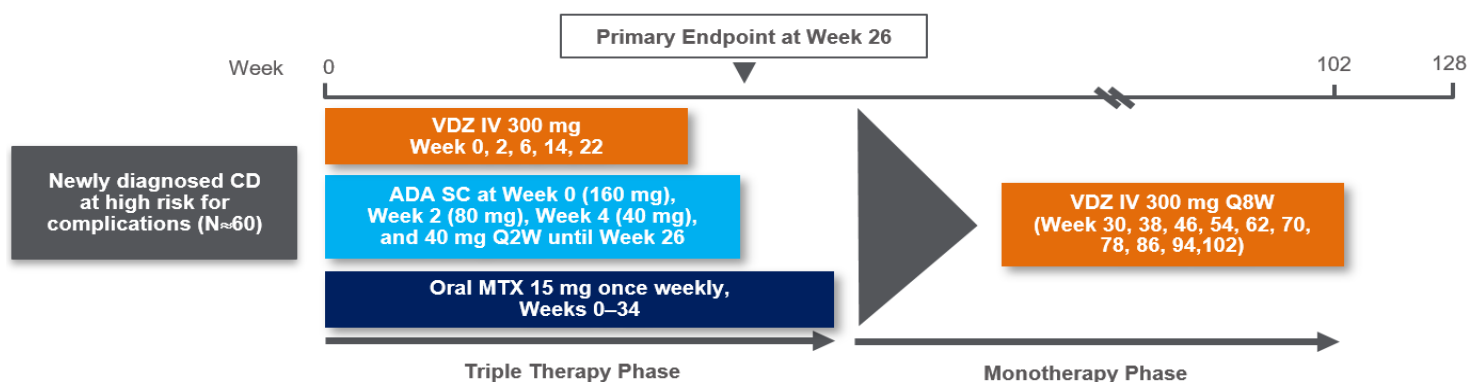 Primary Endpoint at Week 26
Week
0
102
128
VDZ IV 300 mg
Week 0, 2, 6, 14, 22
Newly diagnosed CD
at high risk for
complications (N≈60)
ADA SC at Week 0 (160 mg),
Week 2 (80 mg), Week 4 (40 mg),
and 40 mg Q2W until Week 26
VDZ IV 300 mg Q8W
(Week 30, 38, 46, 54, 62, 70,
78, 86, 94,102)
Oral MTX 15 mg once weekly,
Weeks 0–34
Triple Therapy Phase
Monotherapy Phase